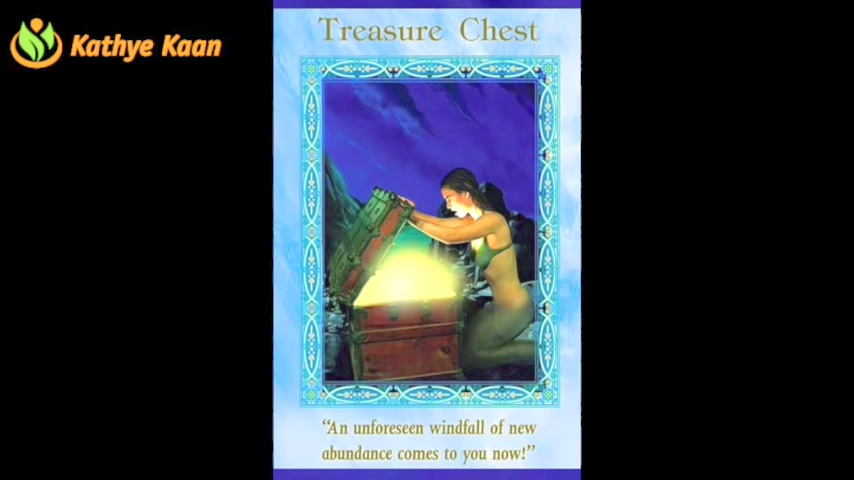 Kathye Kaan
Treasure Chest
“An unforeseen windfall of new
abundance comes to you now!”